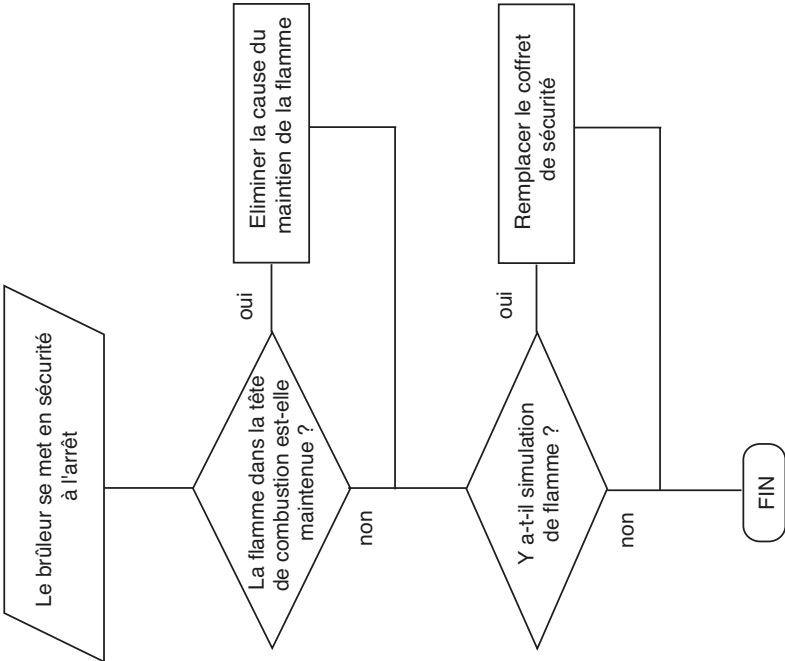 Le brûleur se met en sécurité
à l'arrêt
La flamme dans la tête
de combustion est-elle
maintenue ?
oui
Eliminer la cause du
maintien de la flamme
non
Y a-t-il simulation
de flamme ?
oui
Remplacer le coffret
de sécurité
non
FIN